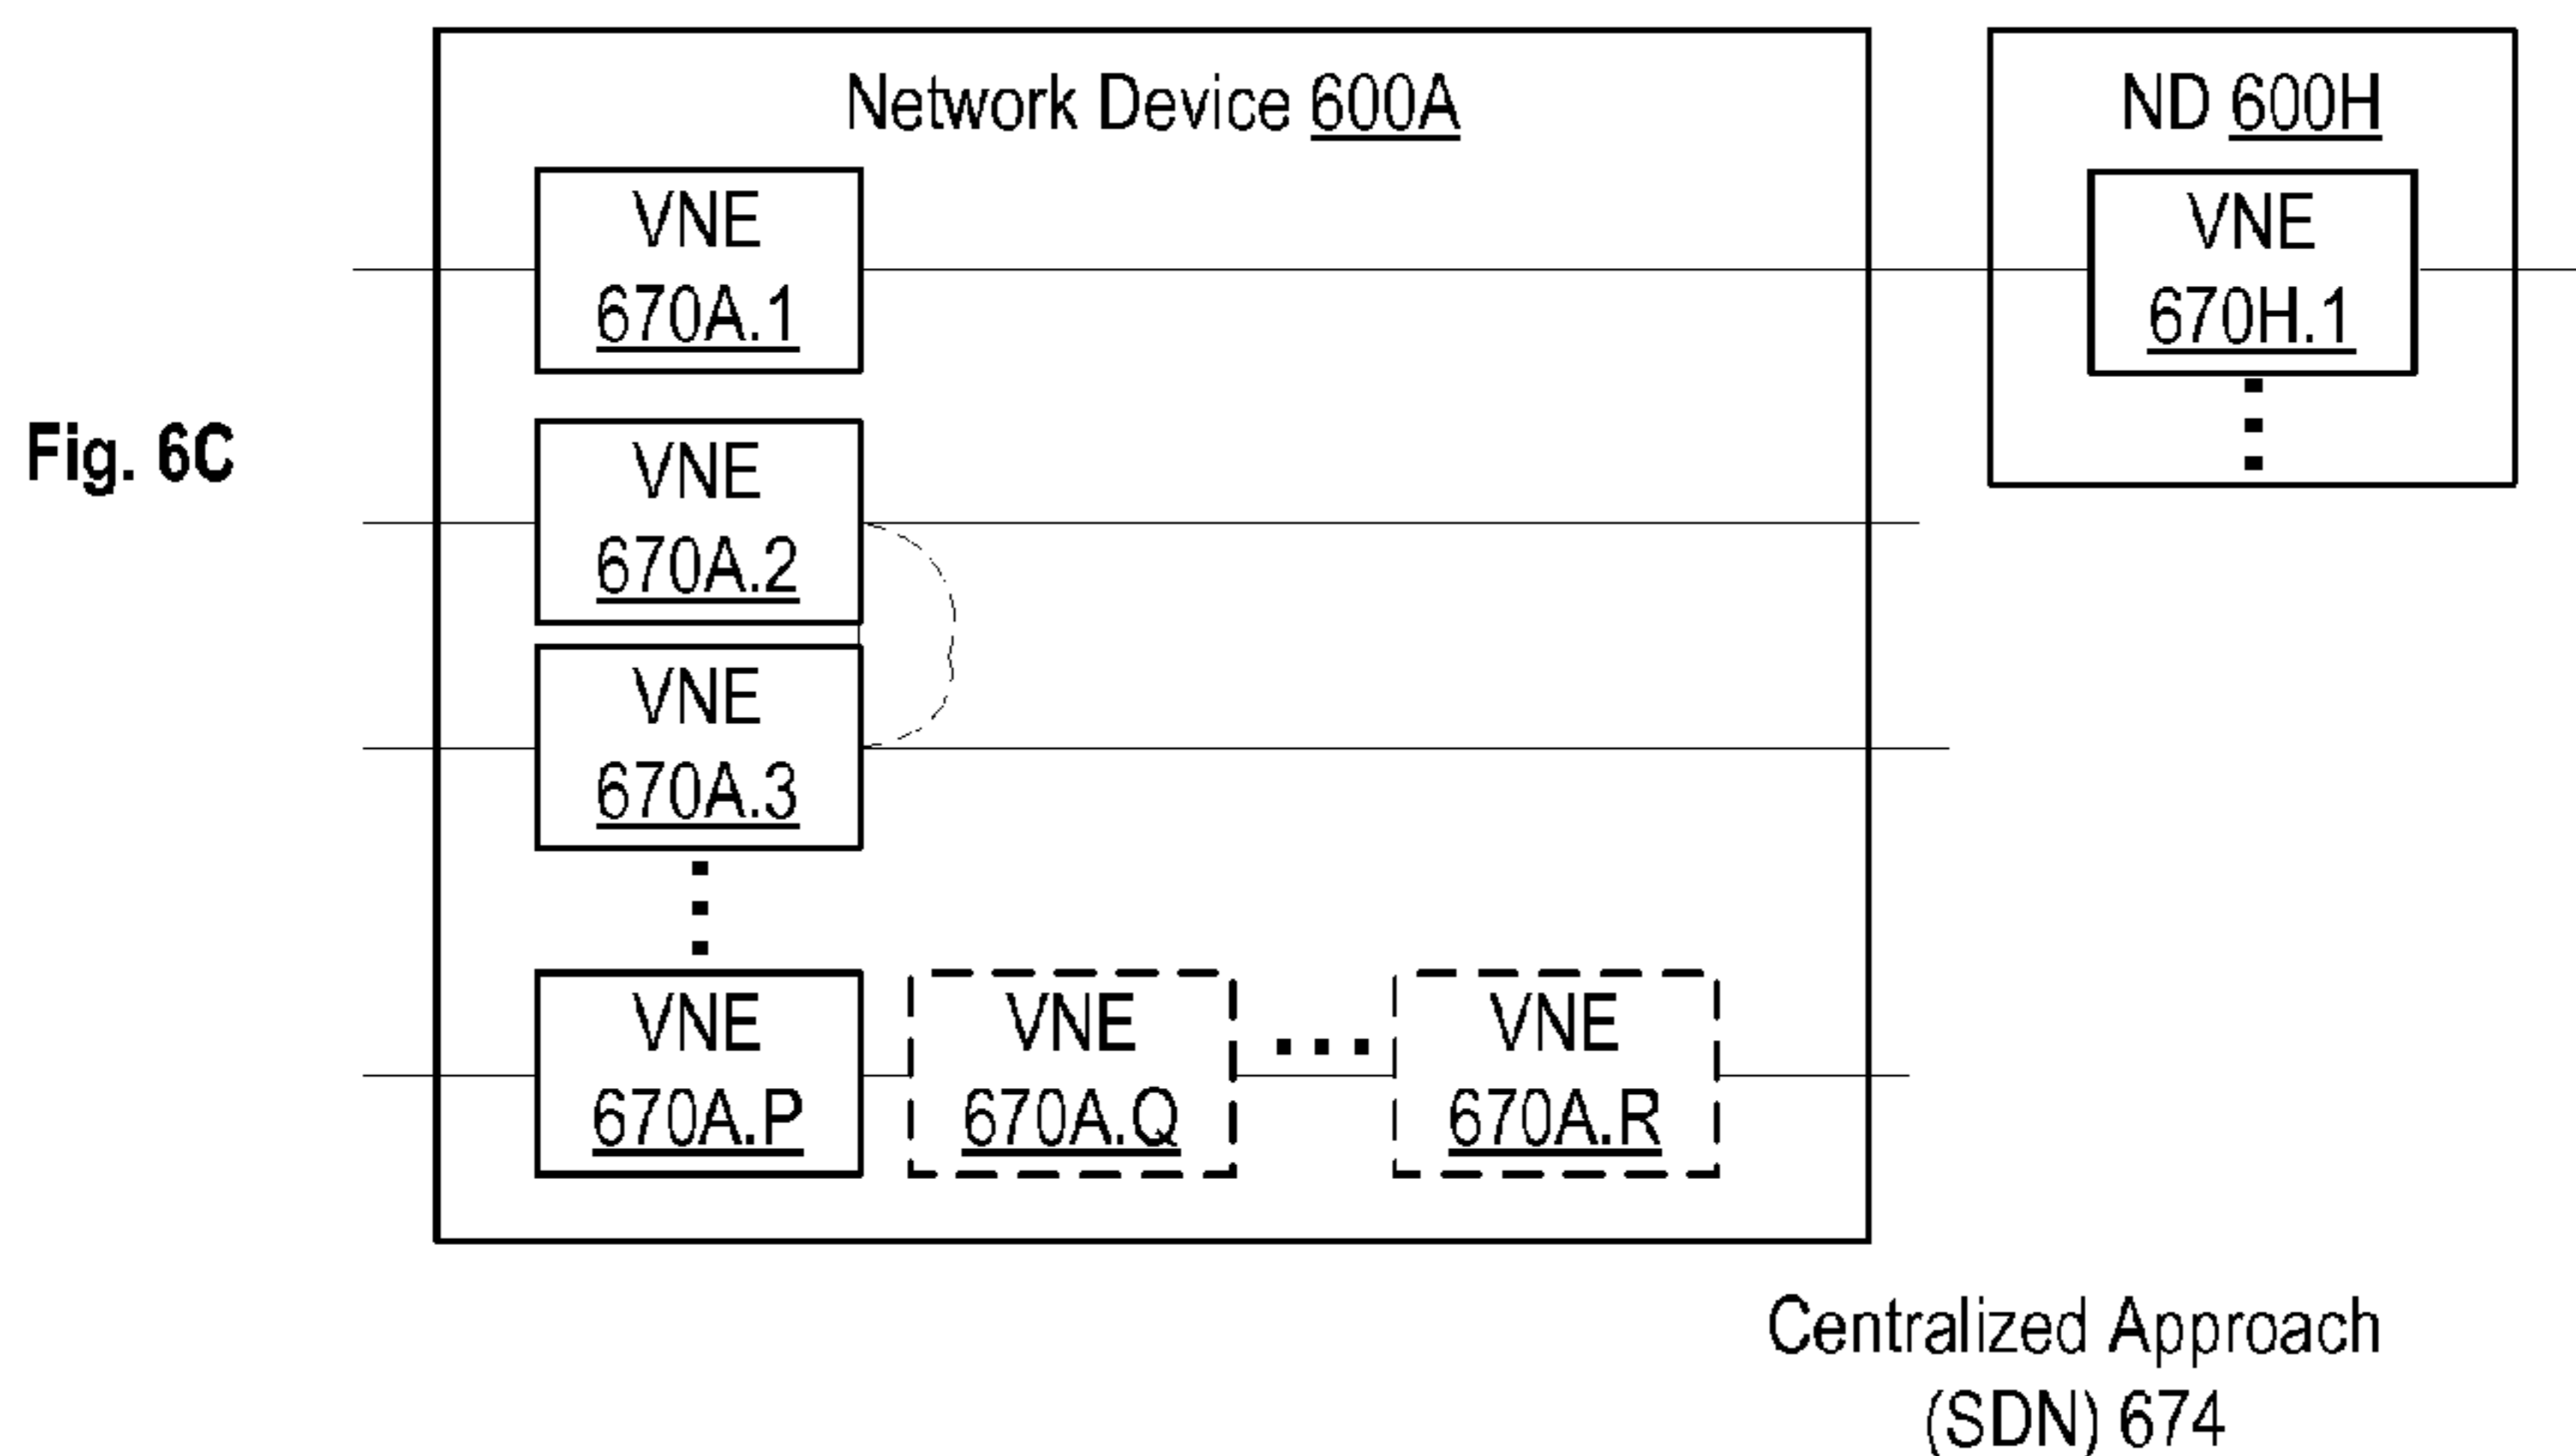 Network Device 600A
ND 600H
VNE
670A.1
VNE
670H.1
Fig. 6C
VNE
670A.2
VNE
670A.3
VNE
670A.P
VNE
670A.Q
VNE
670A.R
Centralized Approach
(SDN) 674